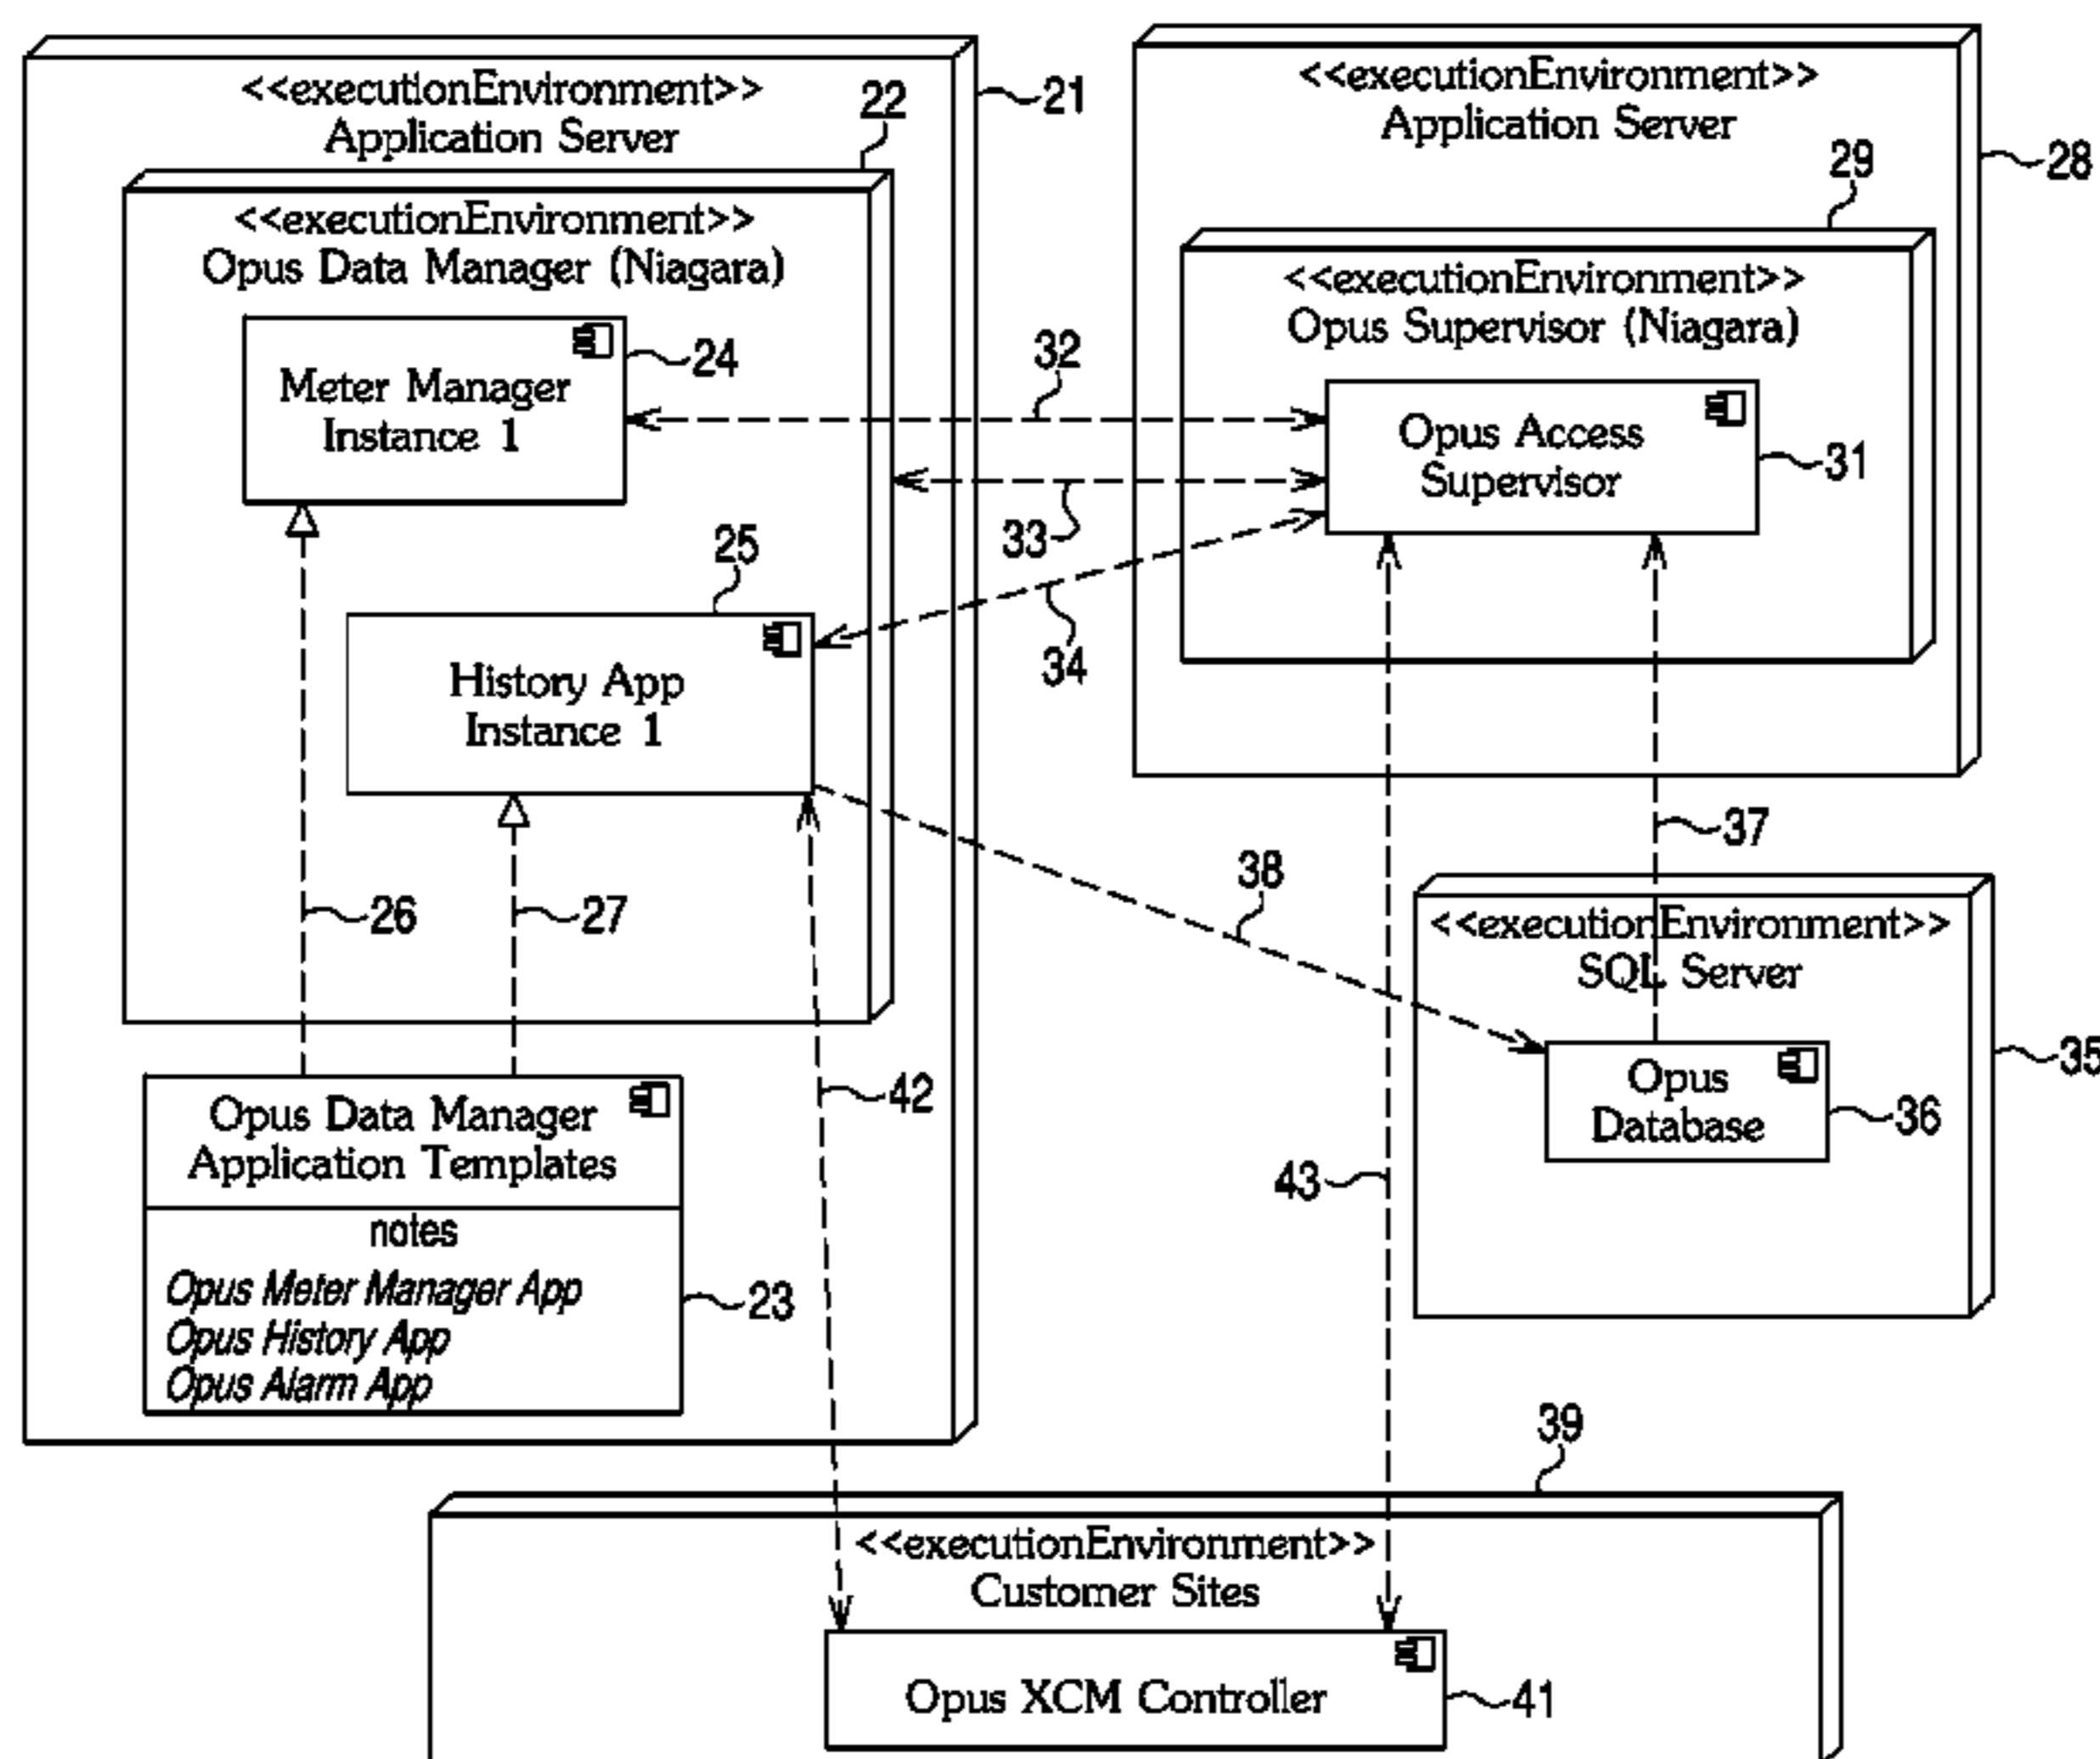 <<executionEnvironment>>
Application Server
21
22
<<executionEnvironment>>
Opus Data Manager (Niagara)
Meter Manager
Instance 1
24
25
History App
Instance 1
26
27
Opus Data Manager
Application Templates
notes
Opus Meter Manager App
Opus History App
Opus Alarm App
23
<<executionEnvironment>>
Application Server
28
29
<<executionEnvironment>>
Opus Supervisor (Niagara)
Opus Access
Supervisor
31
32
33
34
37
38
<<executionEnvironment>>
SQL Server
35
Opus
Database
36
42
43
39
<<executionEnvironment>>
Customer Sites
Opus XCM Controller
41